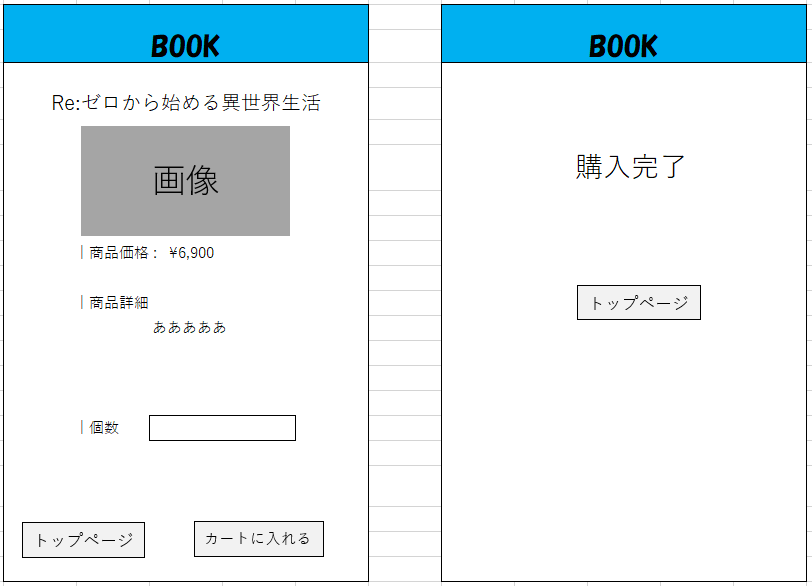 BOOK
Re:ゼロから始める異世界生活
画像
商品価格： ¥6,900
商品詳細
あああああ
個数
トップページ
カートに入れる
BOOK
購入完了
トップページ